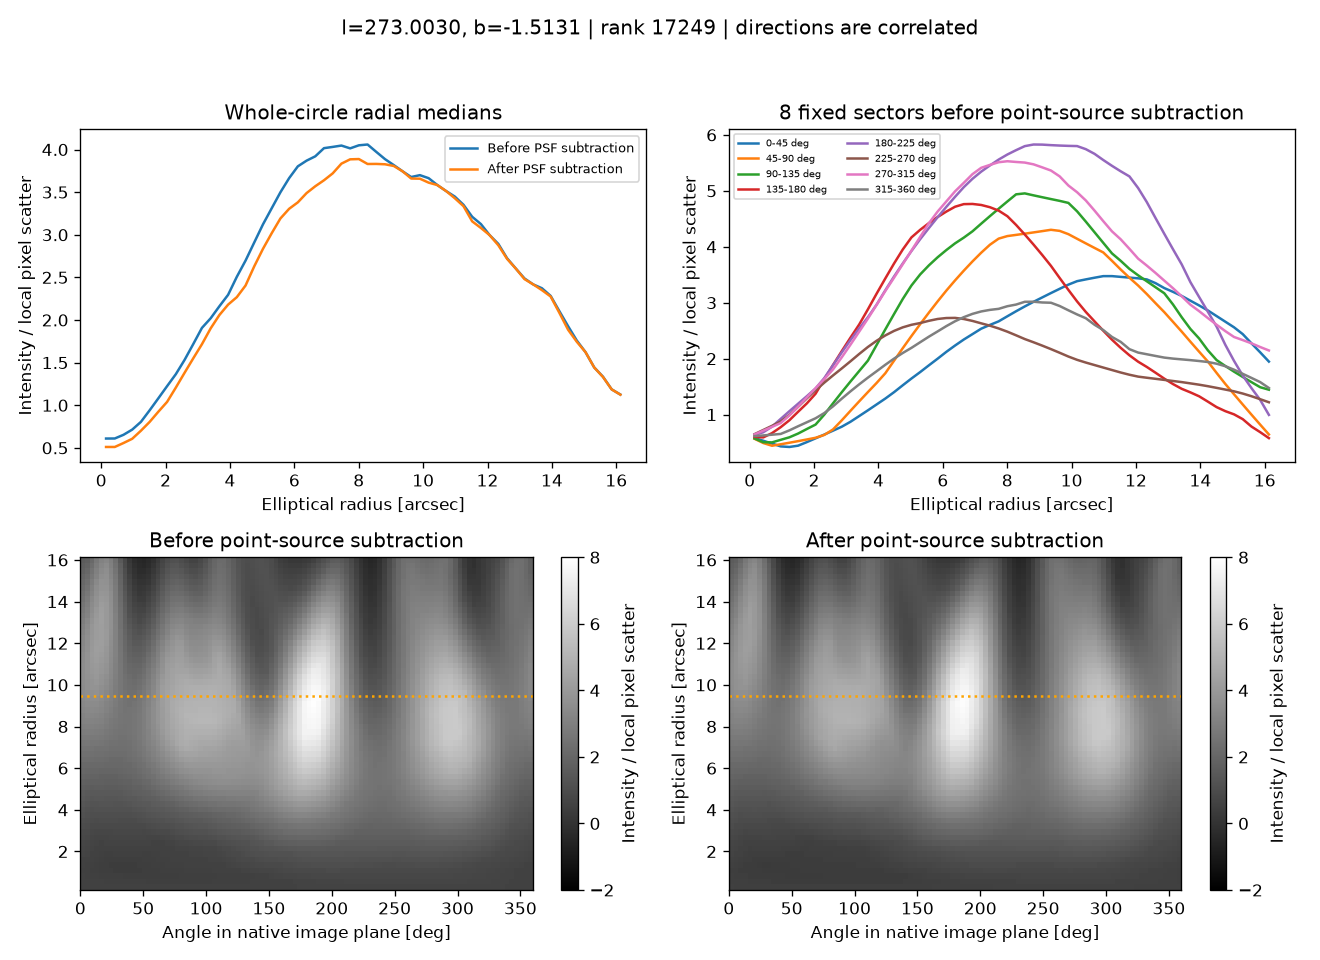 l=273.0030, b=-1.5131 | rank 17249 | directions are correlated
Whole-circle radial medians
Before PSF subtraction
After PSF subtraction
Intensity / local pixel scatter
4.0
3.5
3.0
2.5
2.0
1.5
1.0
0.5
0 2 4 6 8 10 12 14 16
Elliptical radius [arcsec]
8 fixed sectors before point-source subtraction
0-45 deg
45-90 deg
90-135 deg
135-180 deg
180-225 deg
225-270 deg
270-315 deg
315-360 deg
Intensity / local pixel scatter
6
5
4
3
2
1
0 2 4 6 8 10 12 14 16
Elliptical radius [arcsec]
Before point-source subtraction
Elliptical radius [arcsec]
16
14
12
10
8
6
4
2
0 50 100 150 200 250 300 350
Angle in native image plane [deg]
8
6
4
2
0
−2
Intensity / local pixel scatter
After point-source subtraction
Elliptical radius [arcsec]
16
14
12
10
8
6
4
2
0 50 100 150 200 250 300 350
Angle in native image plane [deg]
8
6
4
2
0
−2
Intensity / local pixel scatter